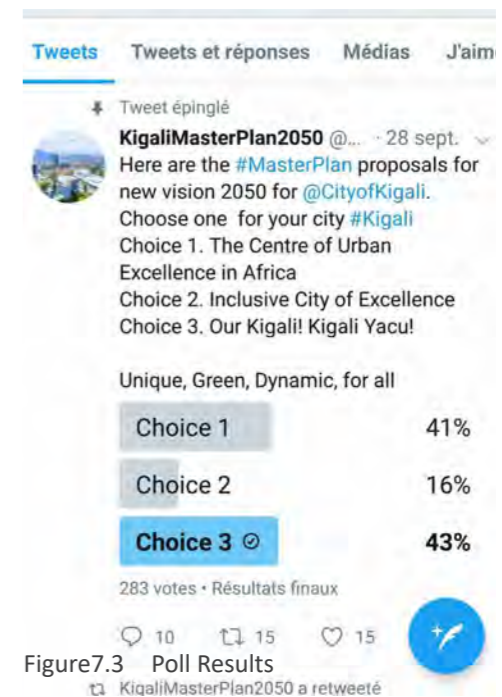 Tweets Tweets et réponses Médias J'aim
Tweet épinglé
KigaliMasterPlan2050 @... · 28 sept.
Here are the #MasterPlan proposals for
new vision 2050 for @CityofKigali.
Choose one for your city #Kigali
Choice 1. The Centre of Urban
Excellence in Africa
Choice 2. Inclusive City of Excellence
Choice 3. Our Kigali! Kigali Yacu!
Unique, Green, Dynamic, for all
Choice 1 41%
Choice 2 16%
Choice 3 43%
283 votes • Résultats finaux
10 15 15
Figure7.3 Poll Results
KigaliMasterPlan2050 a retweeté